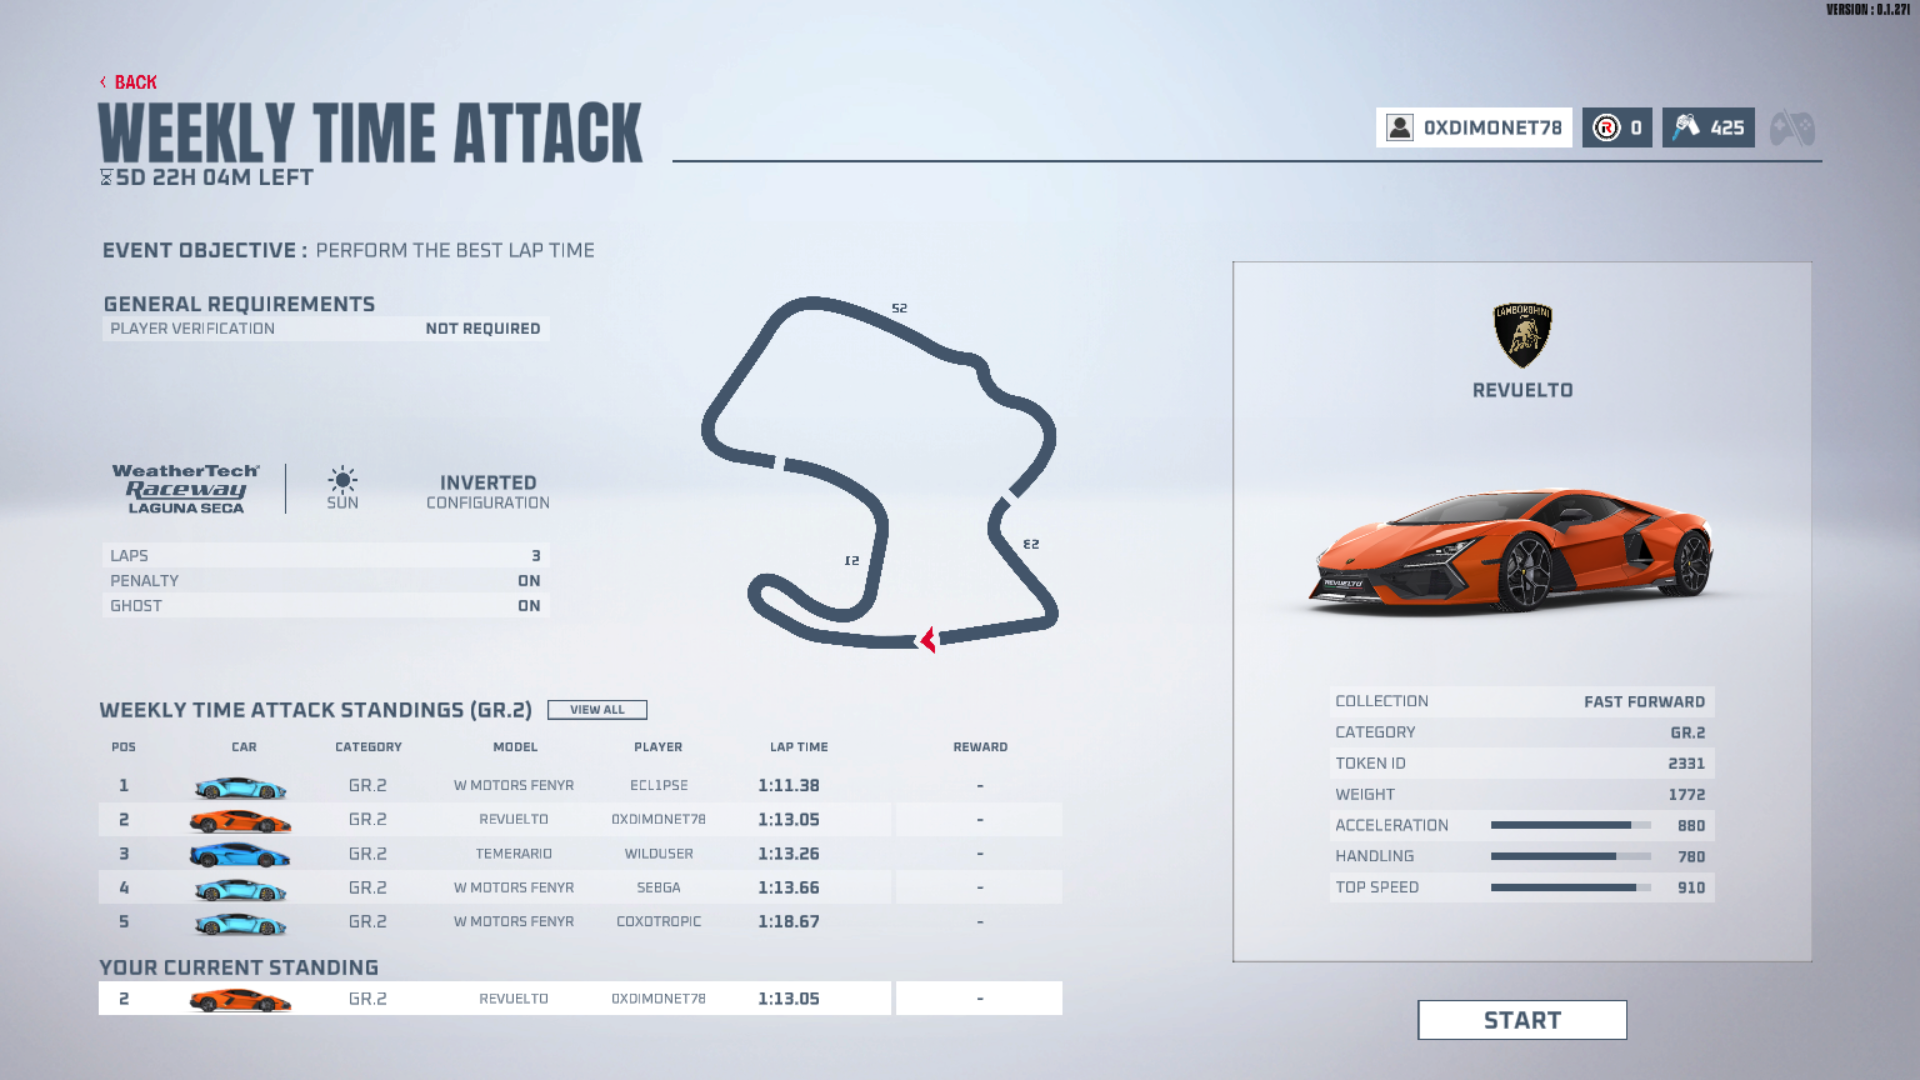 VERSION : 0.1.271
< BACK
WEEKLY TIME ATTACK
5D 22H 04M LEFT
0XDIMONET78
R 0
425
EVENT OBJECTIVE : PERFORM THE BEST LAP TIME
GENERAL REQUIREMENTS
PLAYER VERIFICATION NOT REQUIRED
WeatherTech
Raceway
LAGUNA SECA
SUN
INVERTED
CONFIGURATION
LAPS 3
PENALTY ON
GHOST ON
S2
S3
S1
WEEKLY TIME ATTACK STANDINGS (GR.2) VIEW ALL
POS CAR CATEGORY MODEL PLAYER LAP TIME REWARD
1 GR.2 W MOTORS FENYR ECL1PSE 1:11.38 -
2 GR.2 REVUELTO 0XDIMONET78 1:13.05 -
3 GR.2 TEMERARIO WILDUSER 1:13.26 -
4 GR.2 W MOTORS FENYR SEBGA 1:13.66 -
5 GR.2 W MOTORS FENYR COXOTROPIC 1:18.67 -
YOUR CURRENT STANDING
2 GR.2 REVUELTO 0XDIMONET78 1:13.05 -
LAMBORGHINI
REVUELTO
REVUELTO
COLLECTION FAST FORWARD
CATEGORY GR.2
TOKEN ID 2331
WEIGHT 1772
ACCELERATION 880
HANDLING 780
TOP SPEED 910
START